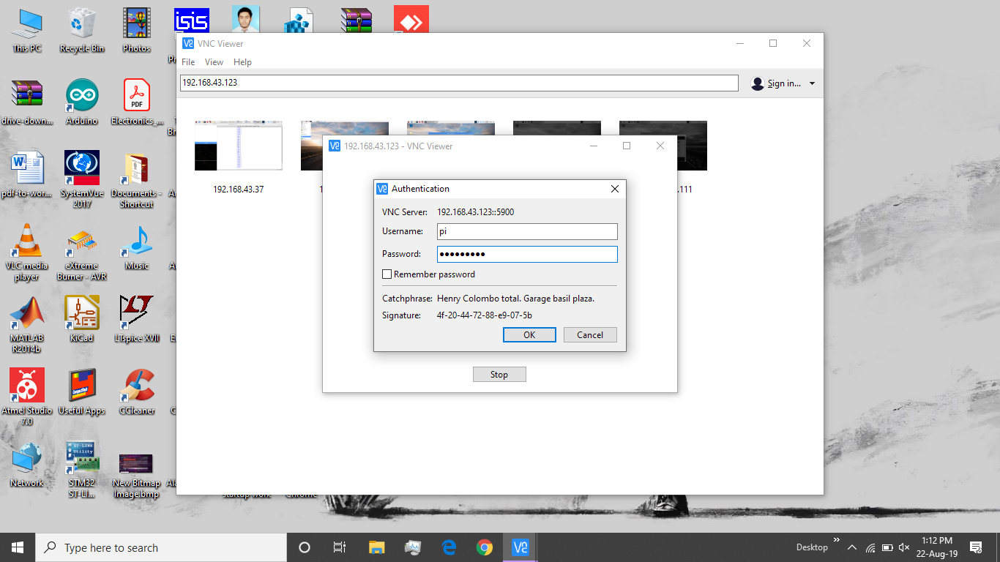 isis
This PC
Recycle Bin
Photos
VNC Viewer
File View Help
192.168.43.123
Sign in...
drive-down...
Arduino
PDF
Electronics_...
192.168.43.123 - VNC Viewer
192.168.43.37
.111
Authentication
VNC Server: 192.168.43.123::5900
Username: pi
Password: ●●●●●●●●●
Remember password
Catchphrase: Henry Colombo total. Garage basil plaza.
Signature: 4f-20-44-72-88-e9-07-5b
OK Cancel
Stop
pdf-to-wor...
SystemVue
2017
Documents -
Shortcut
VLC media
player
eXtreme
Burner - AVR
Music
MATLAB
R2014b
KiCad
LTspice XVII
Atmel Studio
7.0
Useful Apps
CCleaner
Network
STM32
ST-LI...
New Bitmap
Image.bmp
startup work
Chrome
Type here to search
Desktop
1:12 PM
22-Aug-19